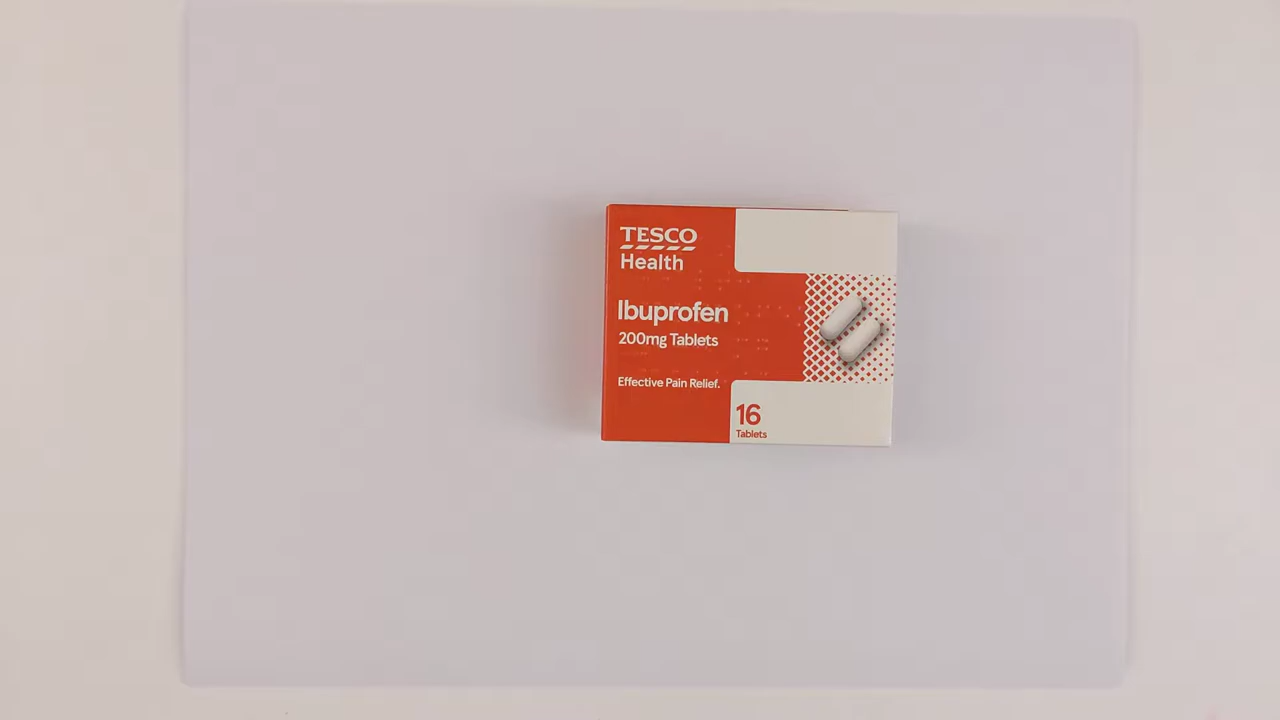 TESCO
Health
Ibuprofen
200mg Tablets
Effective Pain Relief.
16
Tablets